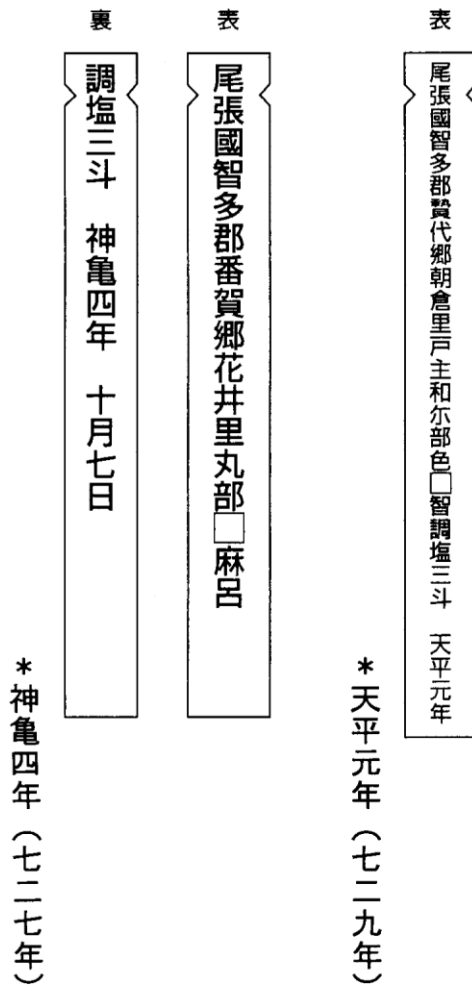 表
尾張國智多郡贄代郷朝倉里戸主和尓部色□智調塩三斗　天平元年
＊天平元年（七二九年）
表
尾張國智多郡番賀郷花井里丸部□麻呂
裏
調塩三斗　神亀四年　十月七日
＊神亀四年（七二七年）